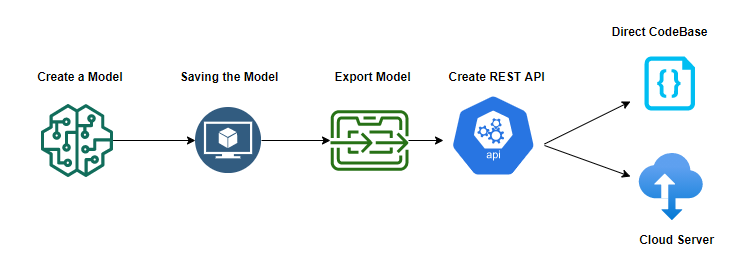 Direct CodeBase
Create a Model
Saving the Model
Export Model
Create REST API
{}
api
Cloud Server